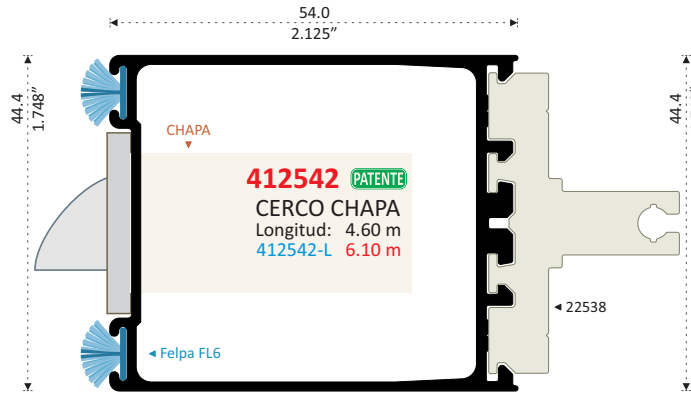 54.0
2.125”
44.4
1.748”
44.4
CHAPA
412542 PATENTE
CERCO CHAPA
Longitud: 4.60 m
412542-L 6.10 m
22538
Felpa FL6